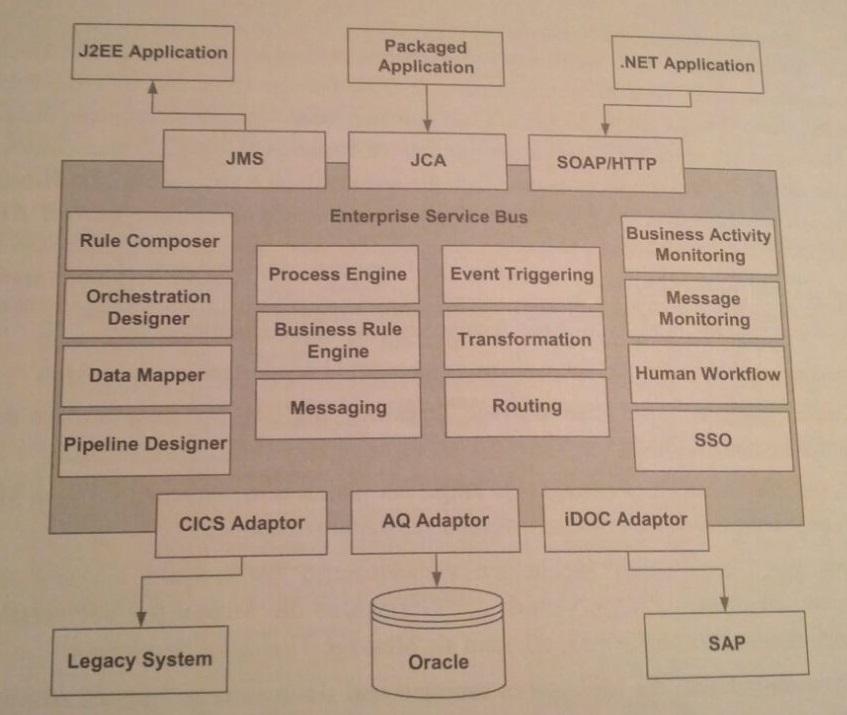 J2EE Application
Packaged
Application
.NET Application
JMS
JCA
SOAP/HTTP
Enterprise Service Bus
Rule Composer
Orchestration
Designer
Data Mapper
Pipeline Designer
Process Engine
Business Rule
Engine
Messaging
Event Triggering
Transformation
Routing
Business Activity
Monitoring
Message
Monitoring
Human Workflow
SSO
CICS Adaptor
AQ Adaptor
iDOC Adaptor
Legacy System
Oracle
SAP